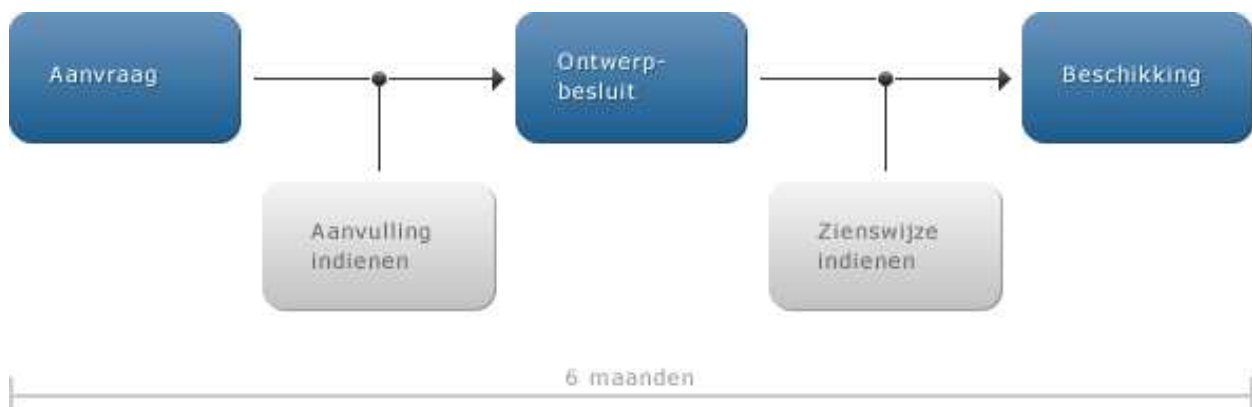 Aanvraag
Ontwerp-
besluit
Beschikking
Aanvulling
indienen
Zienswijze
indienen
6 maanden